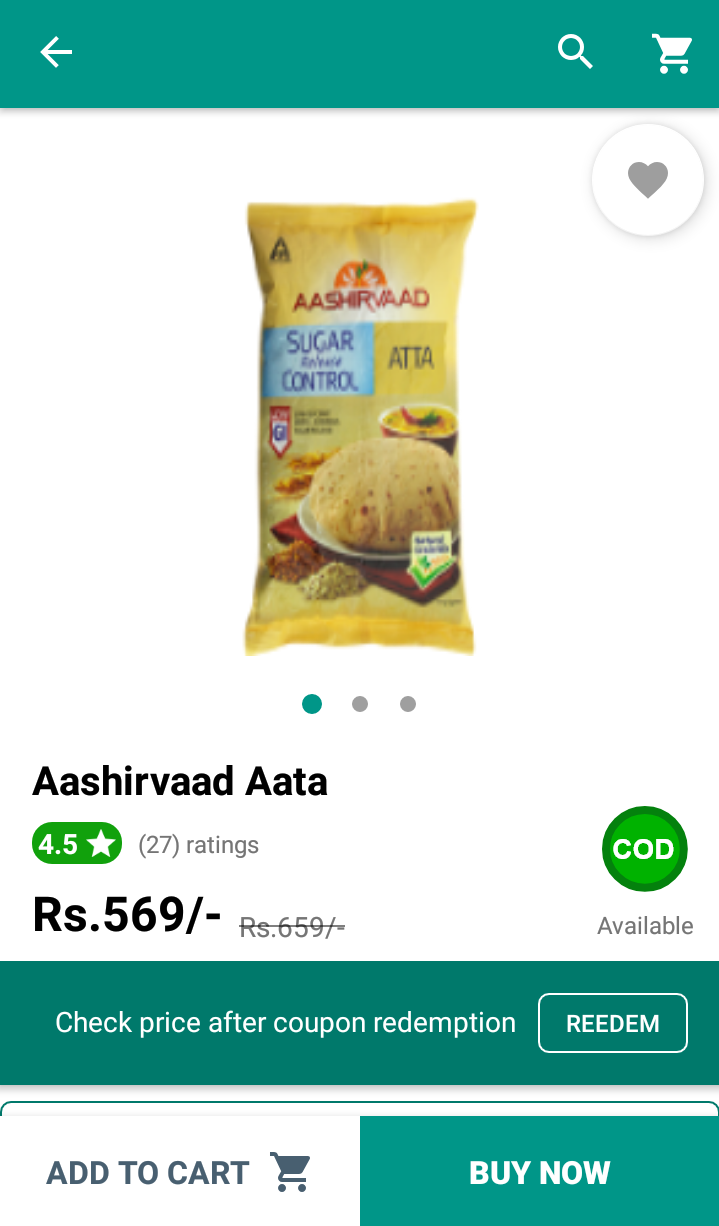 AASHIRVAAD
SUGAR
Release
CONTROL
ATTA
Aashirvaad Aata
4.5
(27) ratings
COD
Rs.569/- Rs.659/-
Available
Check price after coupon redemption REEDEM
ADD TO CART BUY NOW